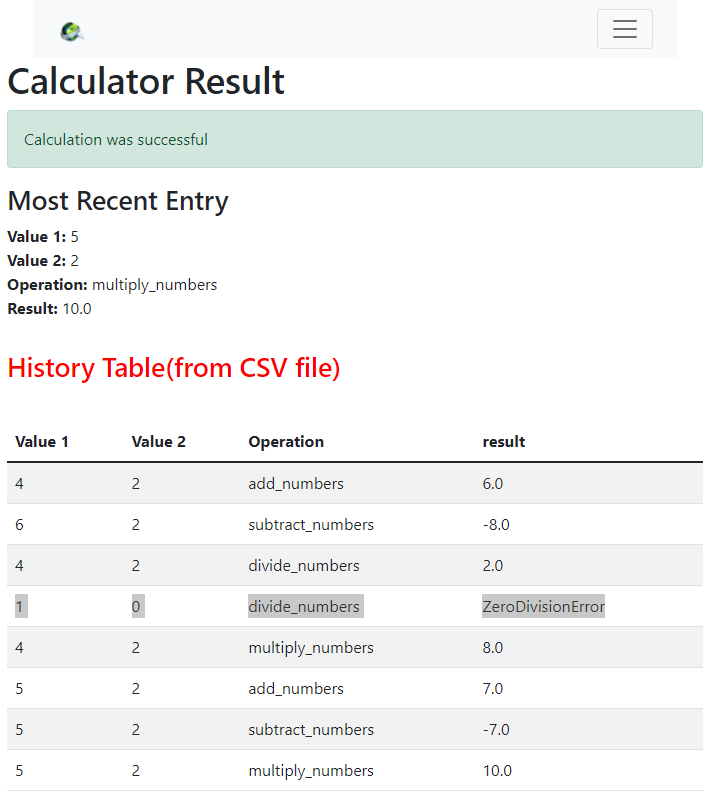 Calculator Result
Calculation was successful
Most Recent Entry
Value 1: 5
Value 2: 2
Operation: multiply_numbers
Result: 10.0
History Table(from CSV file)
Value 1 Value 2 Operation result
4 2 add_numbers 6.0
6 2 subtract_numbers -8.0
4 2 divide_numbers 2.0
1 0 divide_numbers ZeroDivisionError
4 2 multiply_numbers 8.0
5 2 add_numbers 7.0
5 2 subtract_numbers -7.0
5 2 multiply_numbers 10.0